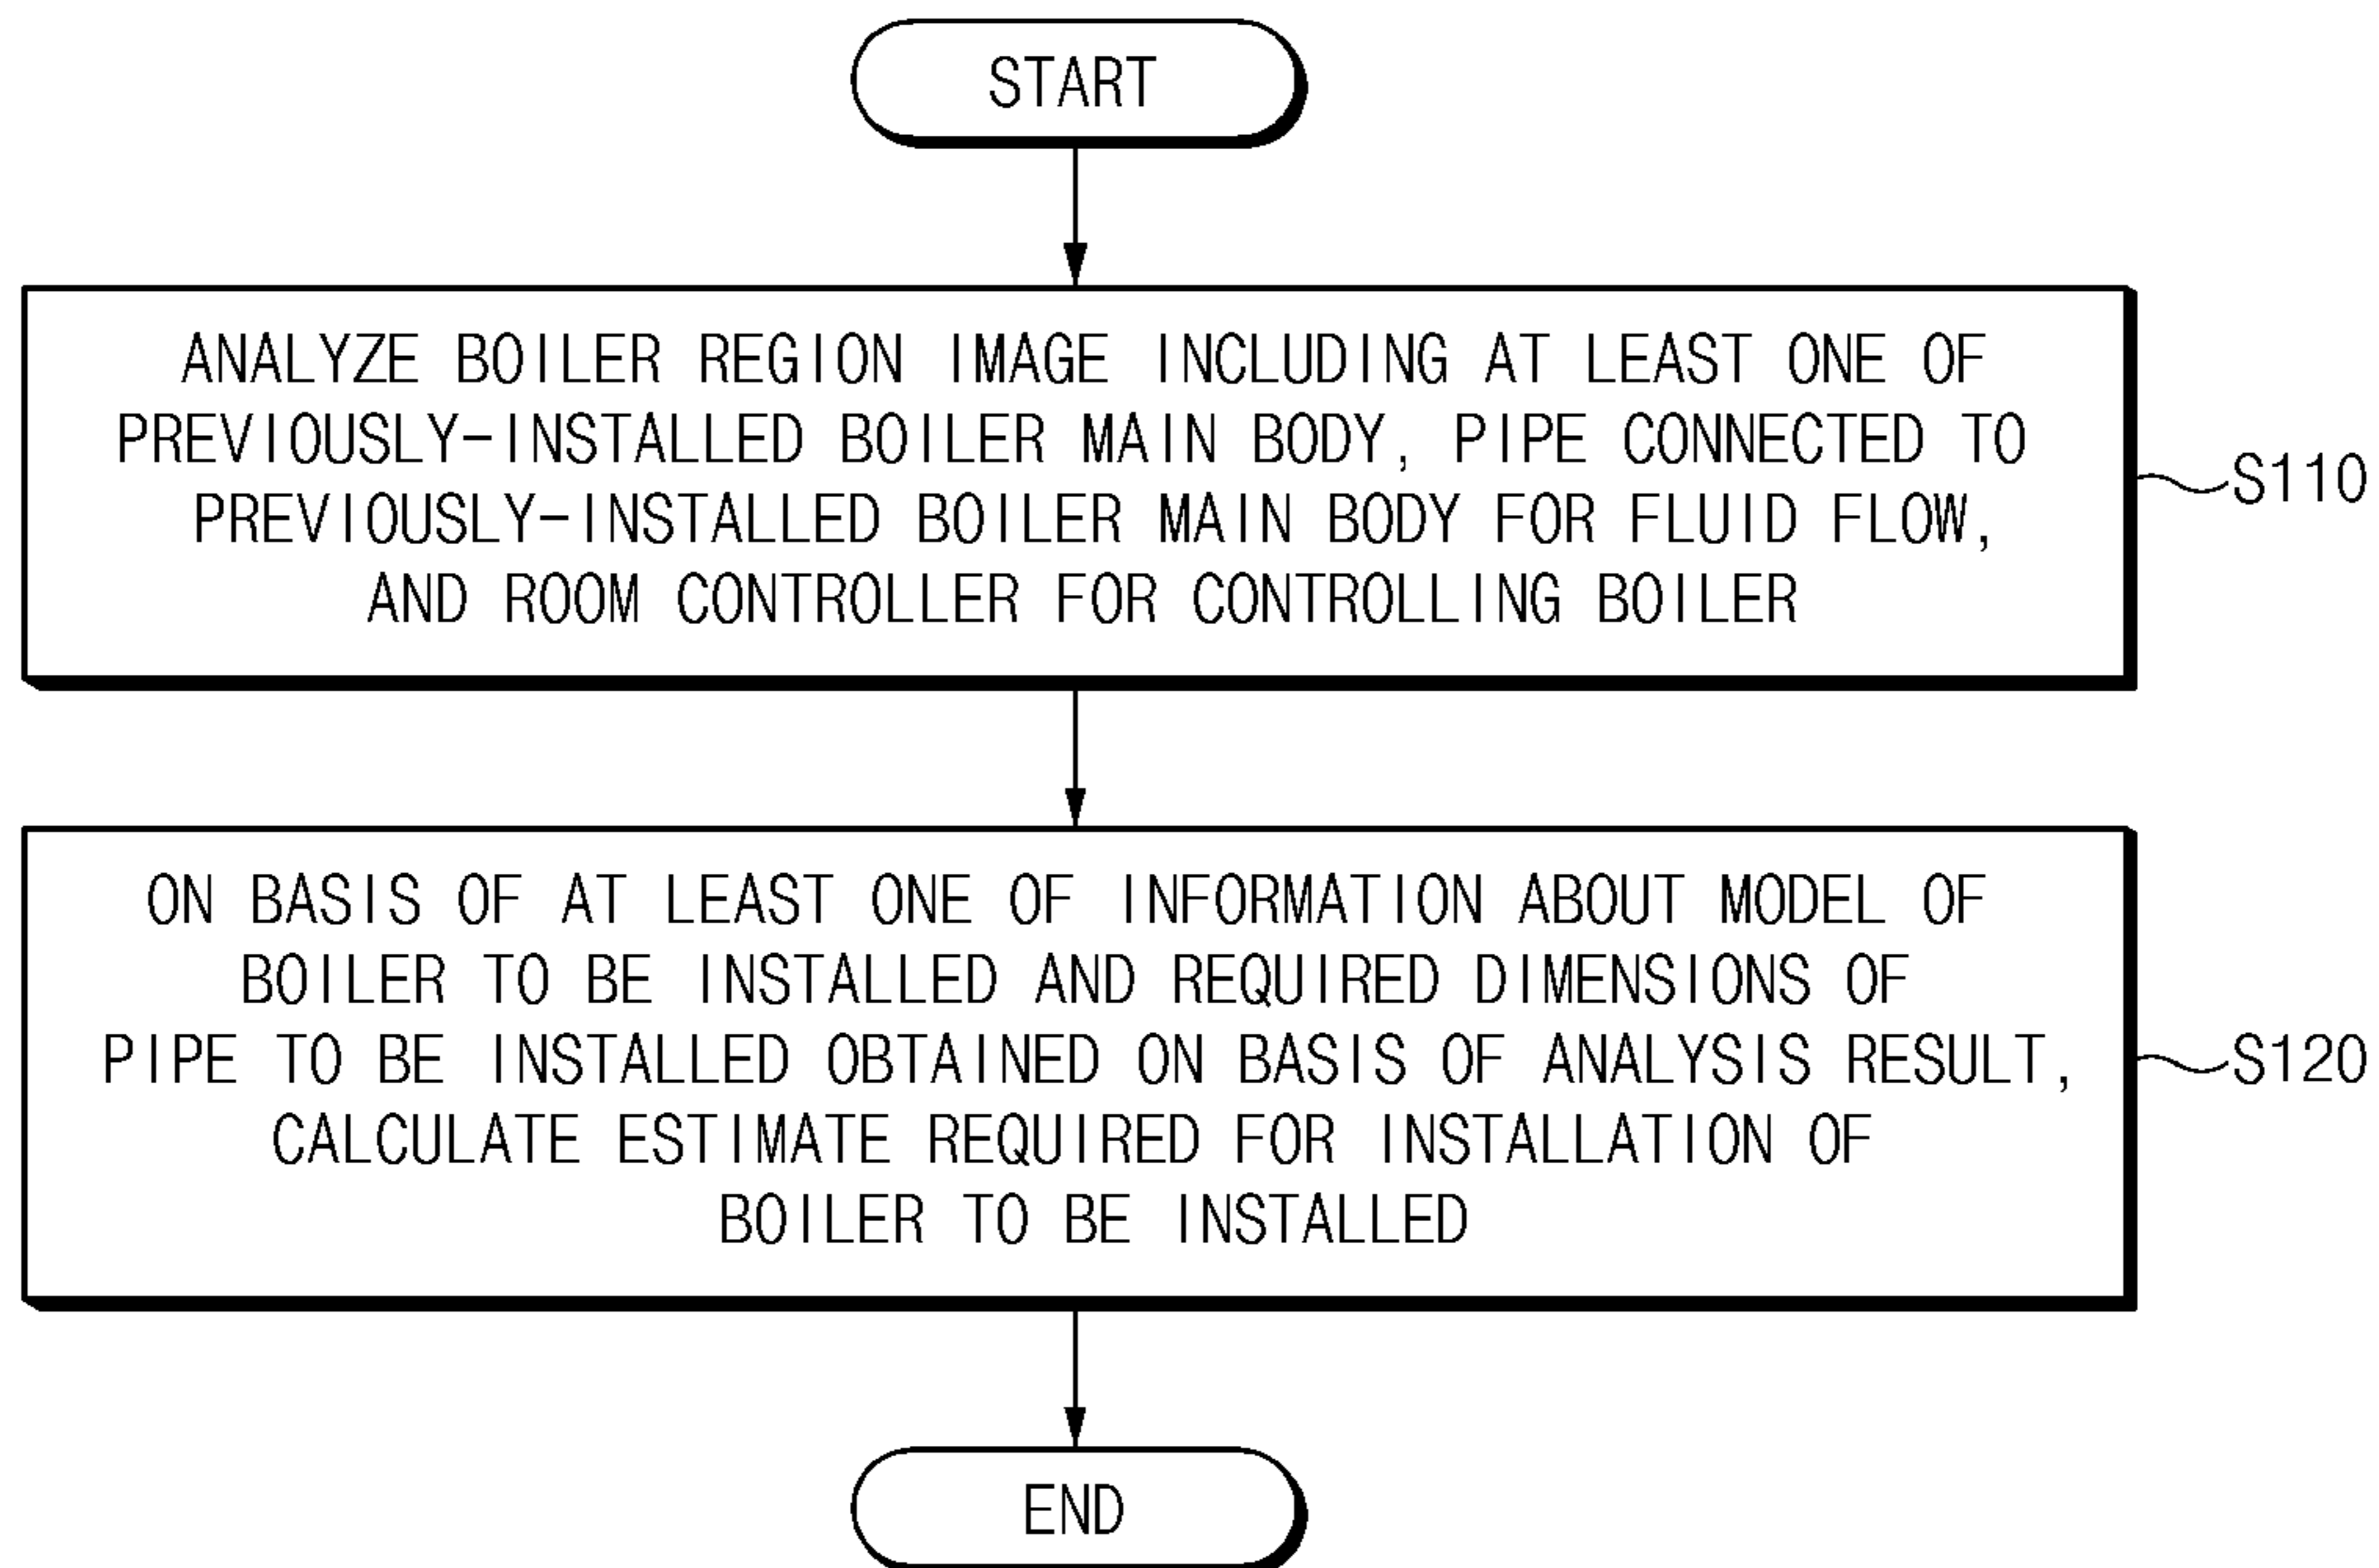 START
ANALYZE BOILER REGION IMAGE INCLUDING AT LEAST ONE OF
PREVIOUSLY-INSTALLED BOILER MAIN BODY, PIPE CONNECTED TO
PREVIOUSLY-INSTALLED BOILER MAIN BODY FOR FLUID FLOW,
AND ROOM CONTROLLER FOR CONTROLLING BOILER
S110
ON BASIS OF AT LEAST ONE OF INFORMATION ABOUT MODEL OF
BOILER TO BE INSTALLED AND REQUIRED DIMENSIONS OF
PIPE TO BE INSTALLED OBTAINED ON BASIS OF ANALYSIS RESULT,
CALCULATE ESTIMATE REQUIRED FOR INSTALLATION OF
BOILER TO BE INSTALLED
S120
END